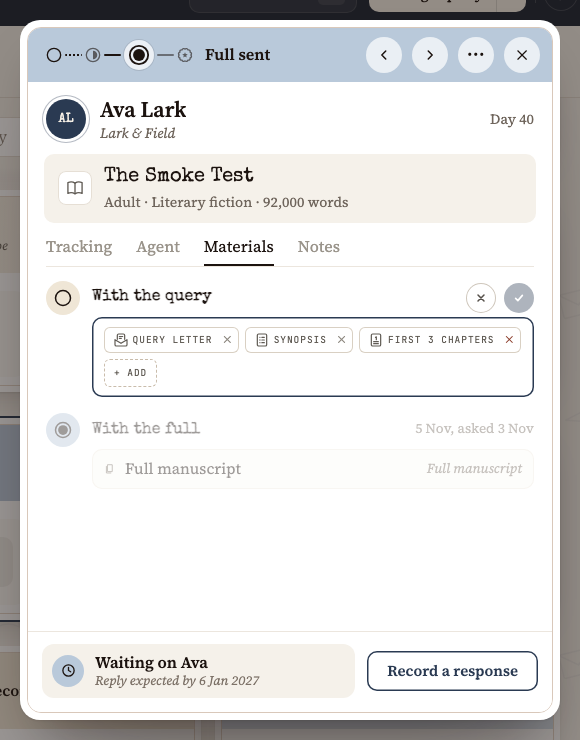 Full sent
AL
Ava Lark
Lark & Field
Day 40
The Smoke Test
Adult · Literary fiction · 92,000 words
Tracking Agent Materials Notes
With the query
QUERY LETTER × SYNOPSIS × FIRST 3 CHAPTERS ×
+ ADD
With the full
5 Nov, asked 3 Nov
Full manuscript
Full manuscript
Waiting on Ava
Reply expected by 6 Jan 2027
Record a response